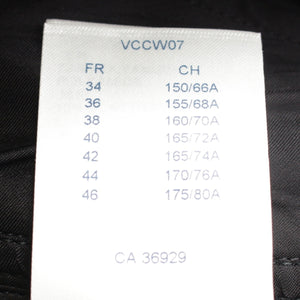 VCCW07
FR CH
34 150/66A
36 155/68A
38 160/70A
40 165/72A
42 165/74A
44 170/76A
46 175/80A
CA 36929